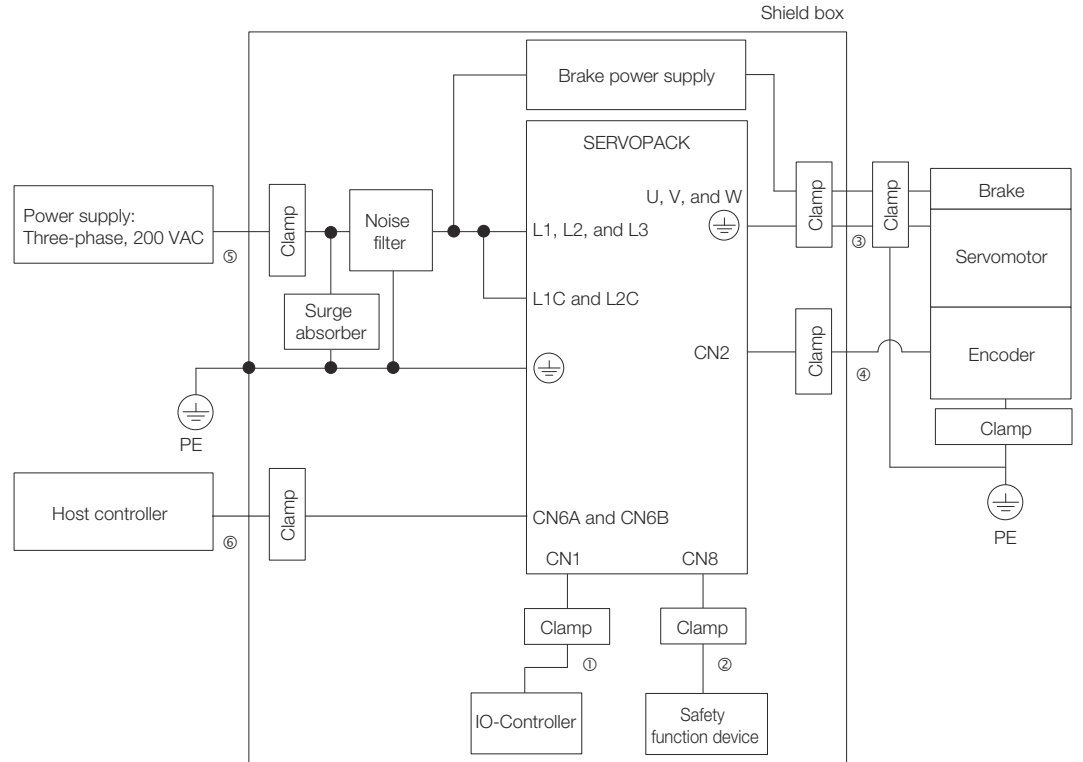 Shield box
Brake power supply
SERVOPACK
U, V, and W
Clamp
Clamp
Brake
Power supply:
Three-phase, 200 VAC
⑤
Clamp
Noise
filter
L1, L2, and L3
③
Servomotor
L1C and L2C
Surge
absorber
CN2
Clamp
④
Encoder
Clamp
PE
Host controller
⑥
Clamp
CN6A and CN6B
PE
CN1
CN8
Clamp
Clamp
①
②
IO-Controller
Safety
function device